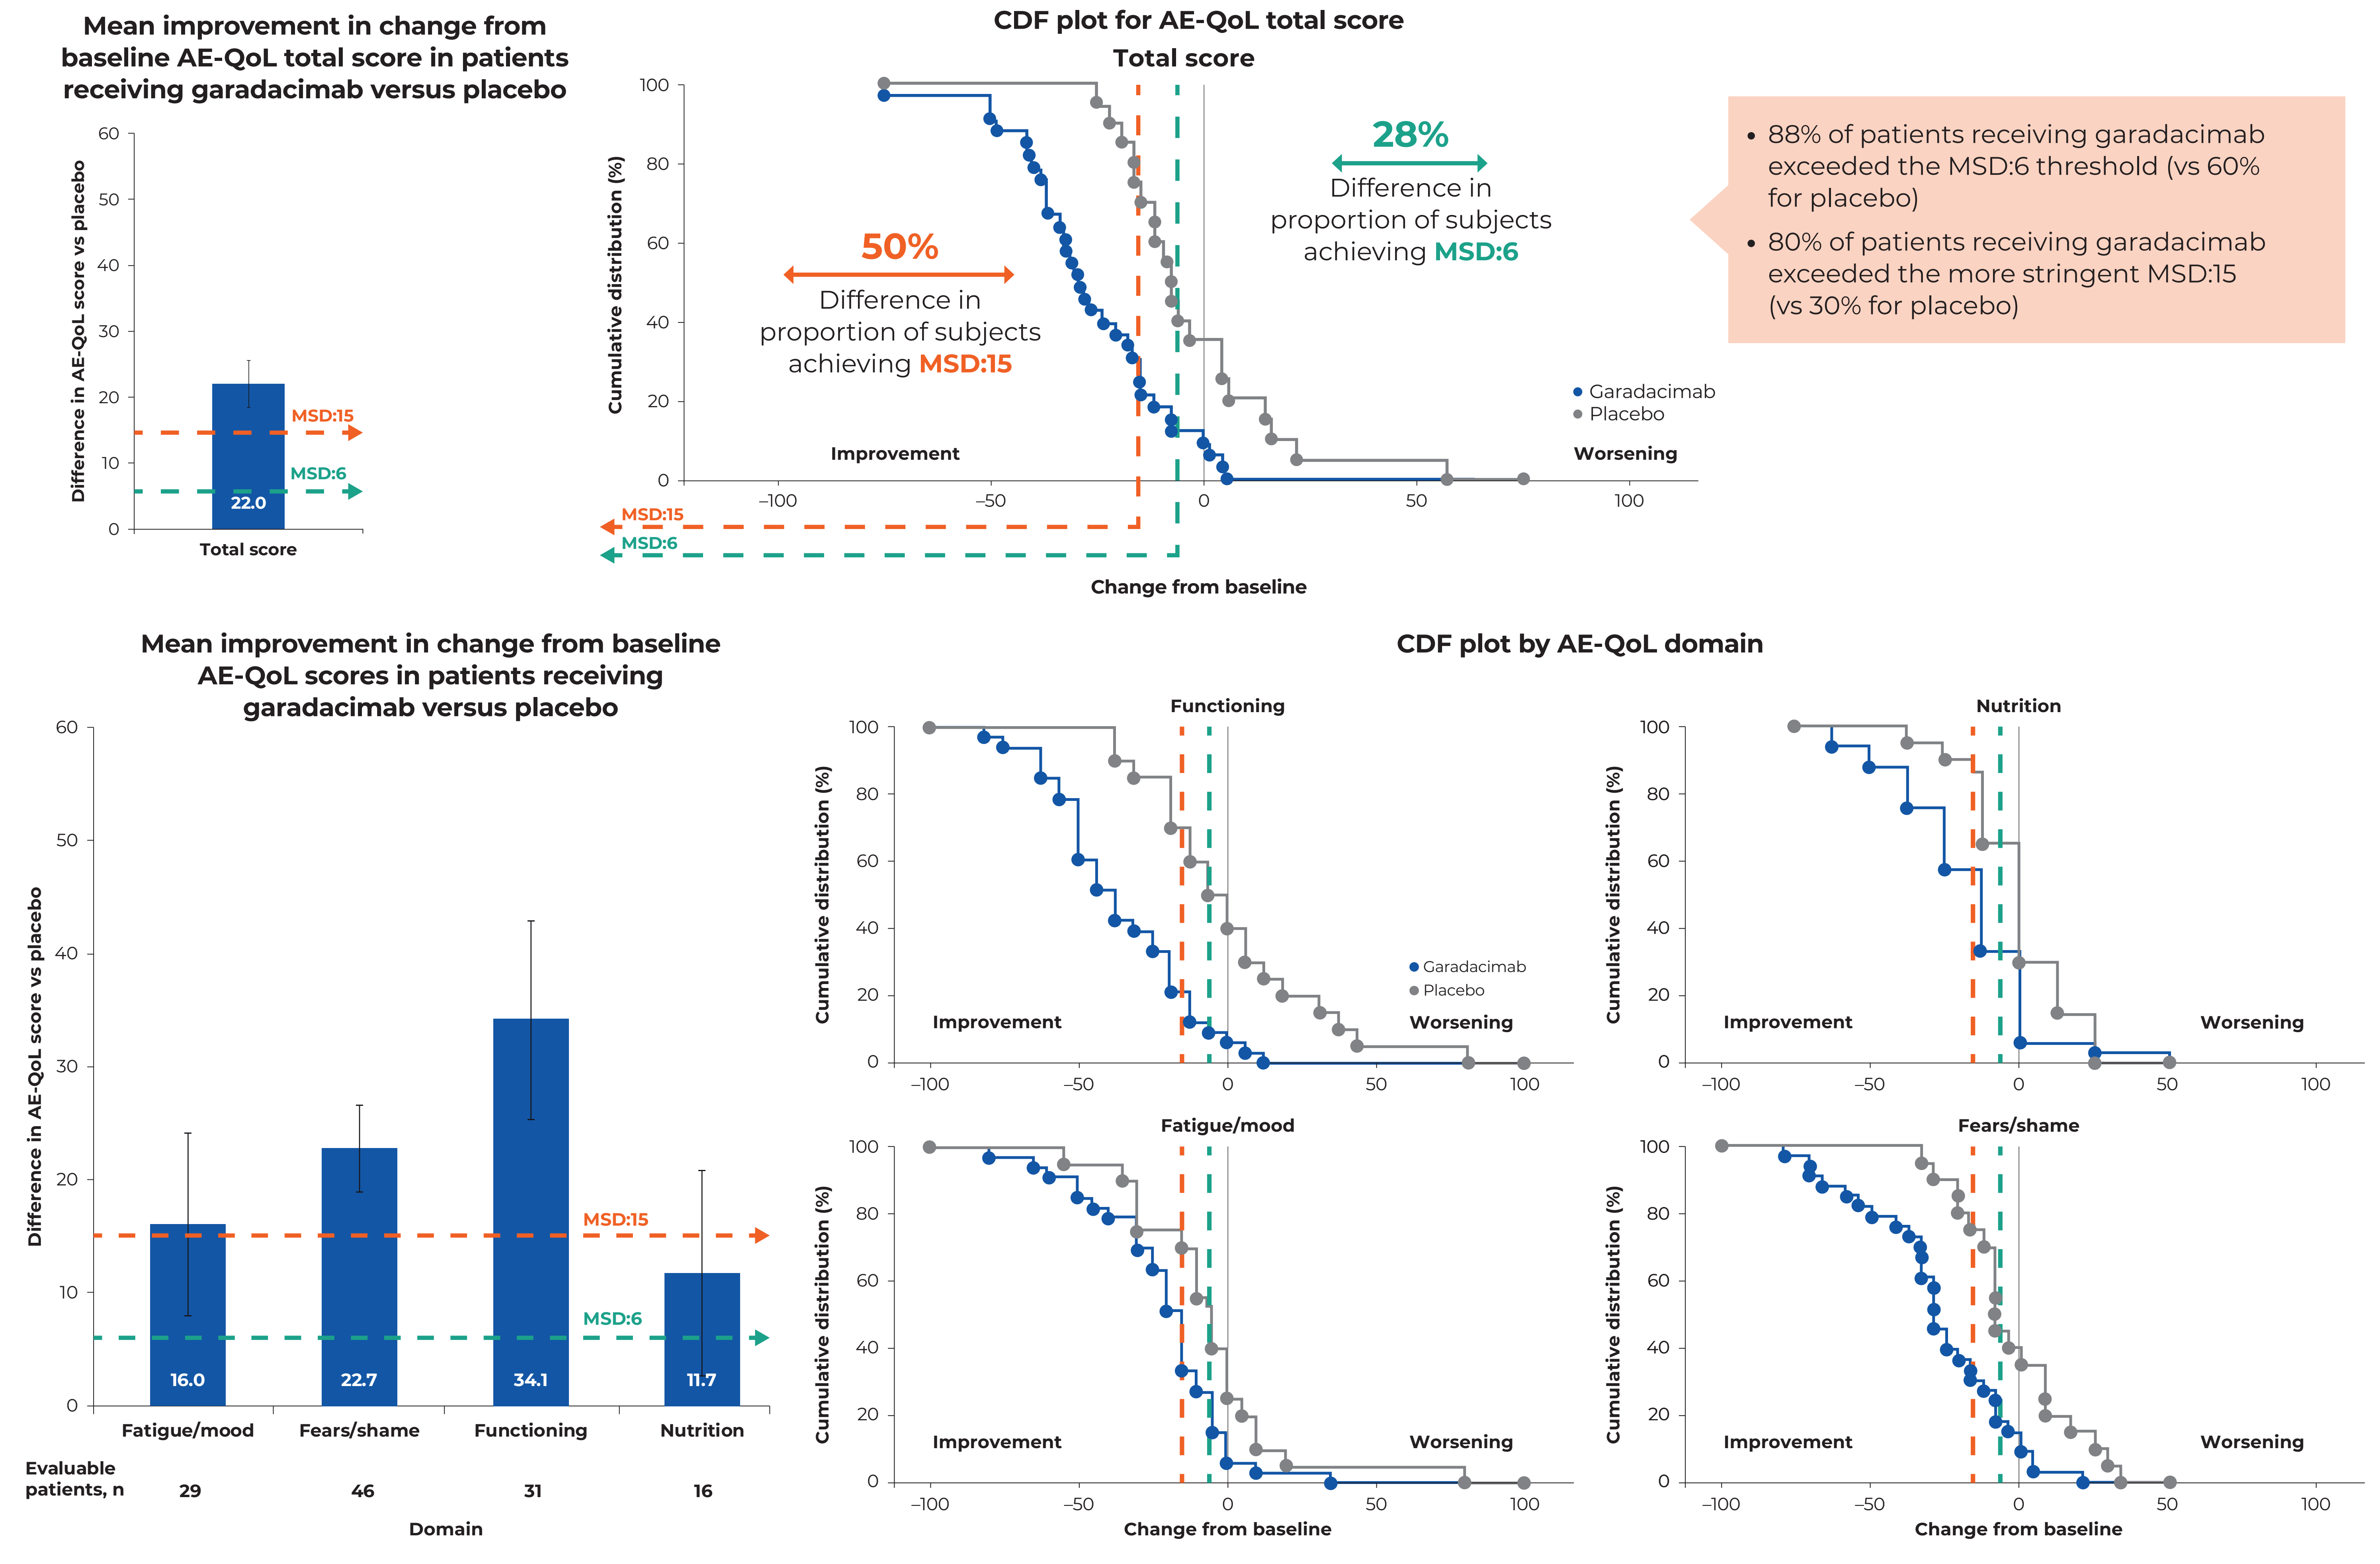 Mean improvement in change from
baseline AE-QoL total score in patients
receiving garadacimab versus placebo
Difference in AE-QoL score vs placebo
60
50
40
30
20
10
0
MSD:15
MSD:6
22.0
Total score
CDF plot for AE-QoL total score
Total score
Cumulative distribution (%)
100
80
60
40
20
0
50%
Difference in
proportion of subjects
achieving MSD:15
28%
Difference in
proportion of subjects
achieving MSD:6
Garadacimab
Placebo
Improvement
Worsening
–100
–50
0
50
100
MSD:15
MSD:6
Change from baseline
• 88% of patients receiving garadacimab
exceeded the MSD:6 threshold (vs 60%
for placebo)
• 80% of patients receiving garadacimab
exceeded the more stringent MSD:15
(vs 30% for placebo)
Mean improvement in change from baseline
AE-QoL scores in patients receiving
garadacimab versus placebo
Difference in AE-QoL score vs placebo
60
50
40
30
20
10
0
MSD:15
MSD:6
16.0
22.7
34.1
11.7
Fatigue/mood
Fears/shame
Functioning
Nutrition
Evaluable
patients, n
29
46
31
16
Domain
CDF plot by AE-QoL domain
Functioning
Cumulative distribution (%)
100
80
60
40
20
0
Garadacimab
Placebo
Improvement
Worsening
–100
–50
0
50
100
Nutrition
Cumulative distribution (%)
100
80
60
40
20
0
Improvement
Worsening
–100
–50
0
50
100
Fatigue/mood
Cumulative distribution (%)
100
80
60
40
20
0
Improvement
Worsening
–100
–50
0
50
100
Change from baseline
Fears/shame
Cumulative distribution (%)
100
80
60
40
20
0
Improvement
Worsening
–100
–50
0
50
100
Change from baseline